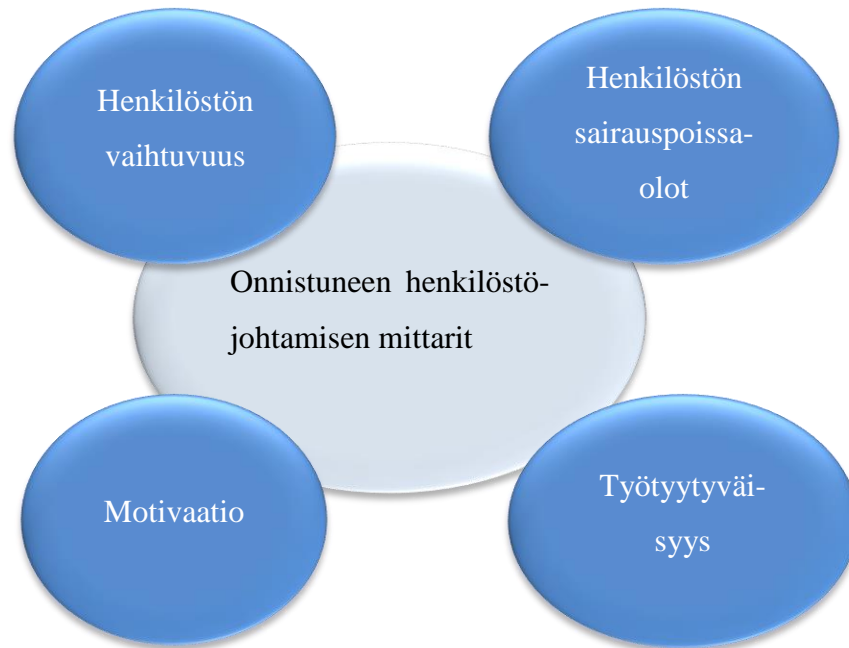 Henkilöstön
vaihtuvuus
Henkilöstön
sairauspoissa-
olot
Onnistuneen henkilöstö-
johtamisen mittarit
Motivaatio
Työtyytyväi-
syys